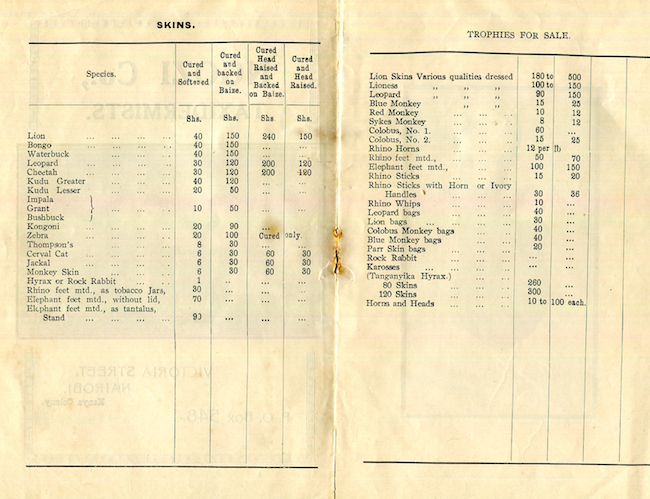 SKINS.
Species. Cured and Softened Cured and backed on Baize. Cured Head Raised and Backed on Baize. Cured and Head Raised.
Shs. Shs. Shs. Shs.
Lion ... ... ... ... 40 150 240 150
Bongo ... ... ... 40 150 ... ...
Waterbuck ... ... ... 40 150 ... ...
Leopard ... ... ... 30 120 200 120
Cheetah ... ... ... 30 120 200 120
Kudu Greater ... ... 40 120 ... ...
Kudu Lesser ... ... 20 50 ... ...
Impala
Grant } ... ... 10 50 ... ...
Bushbuck
Kongoni ... ... ... 20 90 ... ...
Zebra ... ... ... 20 100 Cured only.
Thompson's ... ... ... 8 30 ... ...
Cerval Cat ... ... ... 6 30 60 30
Jackal ... ... ... 6 30 60 30
Monkey Skin ... ... ... 6 30 60 30
Hyrax or Rock Rabbit ... 1 .. ... ...
Rhino feet mtd., as tobacco Jars, 30 ... ... ...
Elephant feet mtd., without lid, 70 ... ... ...
Elephant feet mtd., as tantalus,
Stand ... ... ... ... 90 ... ... ...
TROPHIES FOR SALE.
Lion Skins Various qualities dressed 180 to 500
Lioness ,, ,, ,, 100 to 150
Leopard ,, ,, ,, 90 150
Blue Monkey ,, ,, ,, 15 25
Red Monkey ... ... ... 10 12
Sykes Monkey ... ... ... 8 12
Colobus, No. 1. ... ... ... 60 ...
Colobus, No. 2. ... ... ... 15 25
Rhino Horns ... ... ... 12 per lb
Rhino feet mtd., ... ... ... 50 70
Elephant feet mtd., ... ... ... 100 150
Rhino Sticks ... ... ... 15 20
Rhino Sticks with Horn or Ivory
Handles ... ... ... 30 36
Rhino Whips ... ... ... 10 ...
Leopard bags ... ... ... 40 ...
Lion bags ... ... ... 30 ...
Colobus Monkey bags ... ... 40 ...
Blue Monkey bags ... ... 40 ...
Parr Skin bags ... ... ... 20 ...
Rock Rabbit ... ... ... ... ...
Karosses ... ... ... ... ...
(Tanganyika Hyrax.)
80 Skins ... ... ... 260 ...
120 Skins ... ... ... 300 ...
Horns and Heads ... ... ... 10 to 100 each.
VICTORIA STREET,
NAIROBI.
Kenya Colony.
P. O. Box 548.